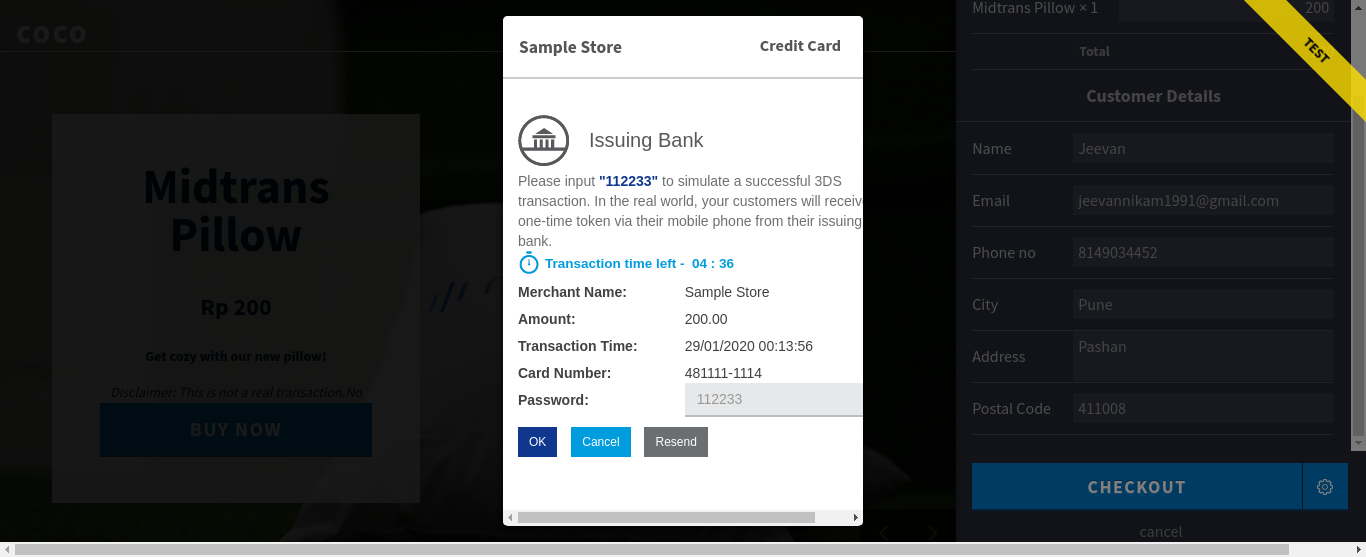 COCO
Midtrans
Pillow
Rp 200
Get cozy with our new pillow!
Disclaimer: This is not a real transaction.No
BUY NOW
Sample Store
Credit Card
Issuing Bank
Please input "112233" to simulate a successful 3DS
transaction. In the real world, your customers will receive
one-time token via their mobile phone from their issuing
bank.
Transaction time left - 04 : 36
Merchant Name: Sample Store
Amount: 200.00
Transaction Time: 29/01/2020 00:13:56
Card Number: 481111-1114
Password: 112233
OK
Cancel
Resend
Midtrans Pillow × 1 200
TEST
Total
Customer Details
Name Jeevan
Email jeevannikam1991@gmail.com
Phone no 8149034452
City Pune
Address Pashan
Postal Code 411008
CHECKOUT
cancel